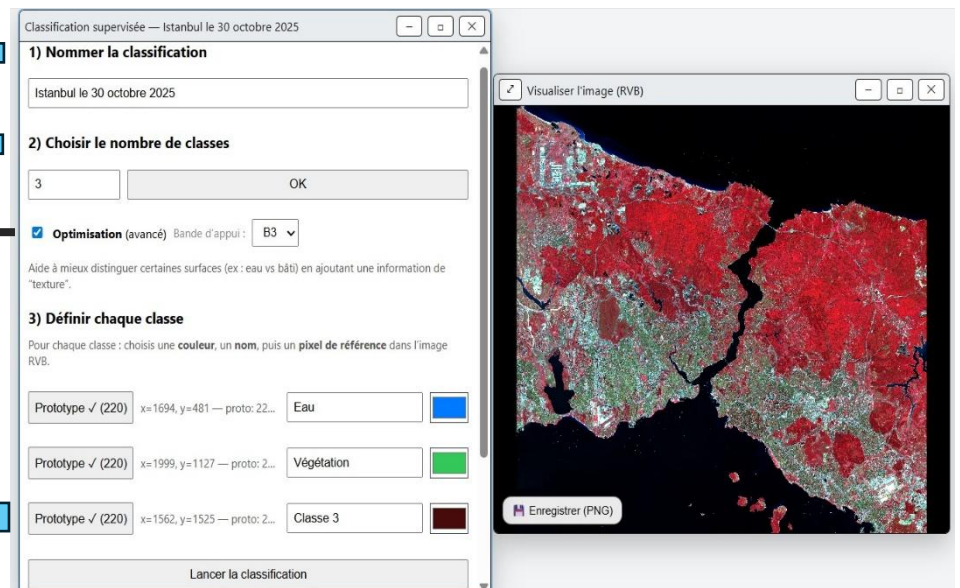 Classification supervisée — Istanbul le 30 octobre 2025
1) Nommer la classification
Istanbul le 30 octobre 2025
2) Choisir le nombre de classes
3 OK
Optimisation (avancé) Bande d'appui : B3
Aide à mieux distinguer certaines surfaces (ex : eau vs bâti) en ajoutant une information de
"texture".
3) Définir chaque classe
Pour chaque classe : choisis une couleur, un nom, puis un pixel de référence dans l'image
RVB.
Prototype ✓ (220) x=1694, y=481 — proto: 22... Eau
Prototype ✓ (220) x=1999, y=1127 — proto: 2... Végétation
Prototype ✓ (220) x=1562, y=1525 — proto: 2... Classe 3
Lancer la classification
Visualiser l'image (RVB)
Enregistrer (PNG)